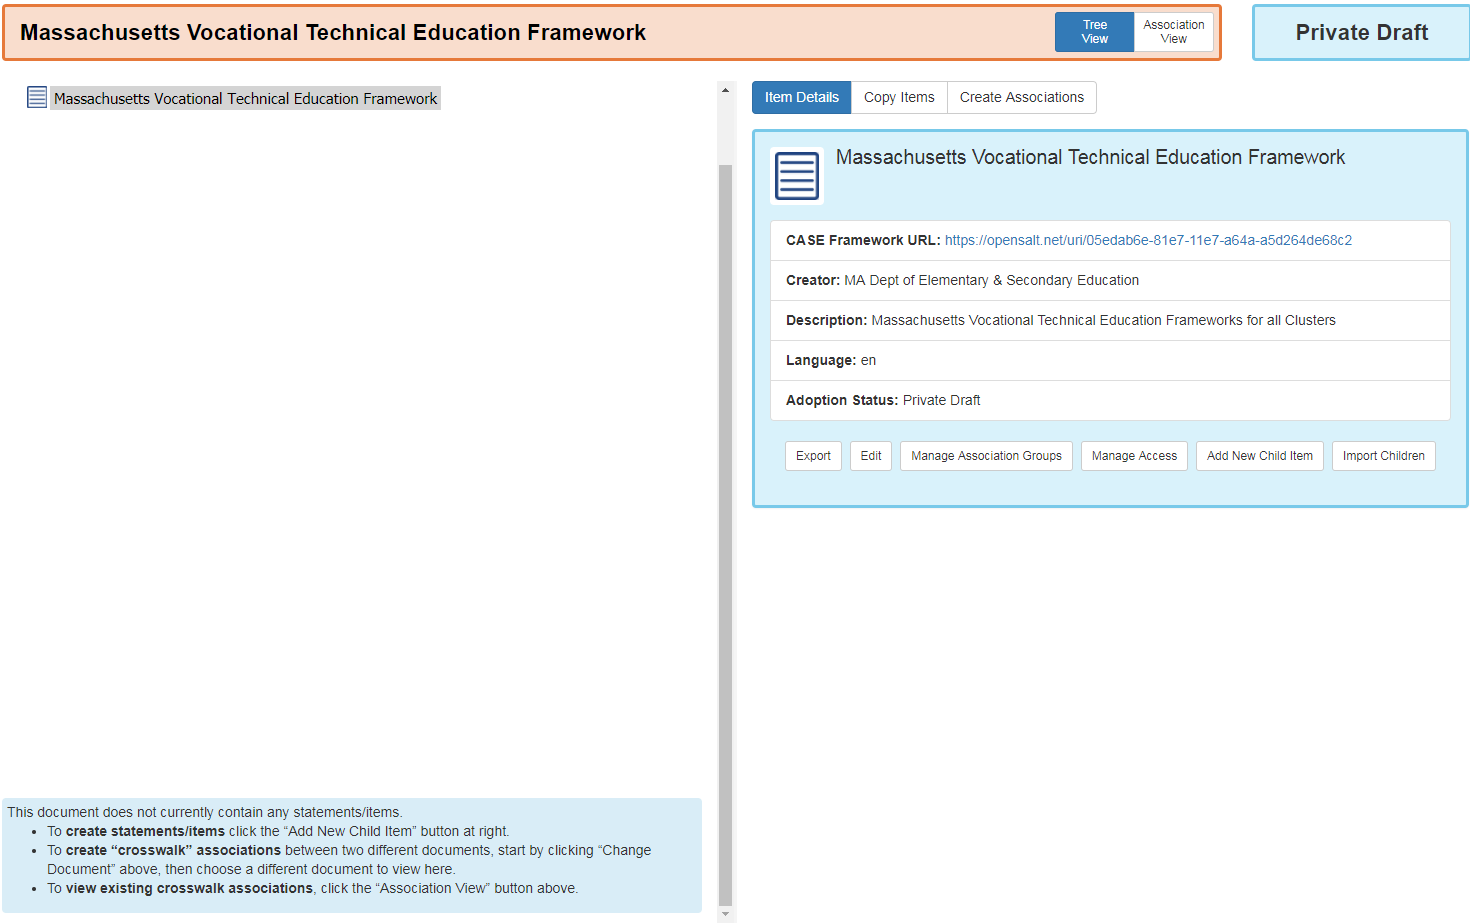 Massachusetts Vocational Technical Education Framework
Tree
View
Association
View
Private Draft
Massachusetts Vocational Technical Education Framework
Item Details
Copy Items
Create Associations
Massachusetts Vocational Technical Education Framework
CASE Framework URL: https://opensalt.net/uri/05edab6e-81e7-11e7-a64a-a5d264de68c2
Creator: MA Dept of Elementary & Secondary Education
Description: Massachusetts Vocational Technical Education Frameworks for all Clusters
Language: en
Adoption Status: Private Draft
Export
Edit
Manage Association Groups
Manage Access
Add New Child Item
Import Children
This document does not currently contain any statements/items.
• To create statements/items click the “Add New Child Item” button at right.
• To create “crosswalk” associations between two different documents, start by clicking “Change
Document” above, then choose a different document to view here.
• To view existing crosswalk associations, click the “Association View” button above.